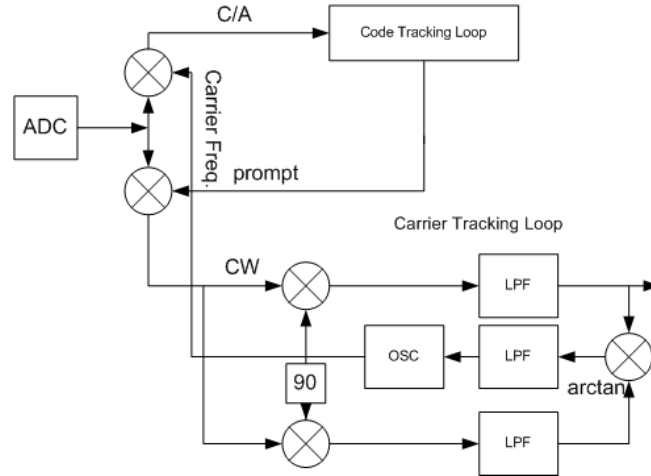 C/A
Code Tracking Loop
ADC
Carrier Freq.
prompt
Carrier Tracking Loop
CW
LPF
OSC
LPF
90
arctan
LPF